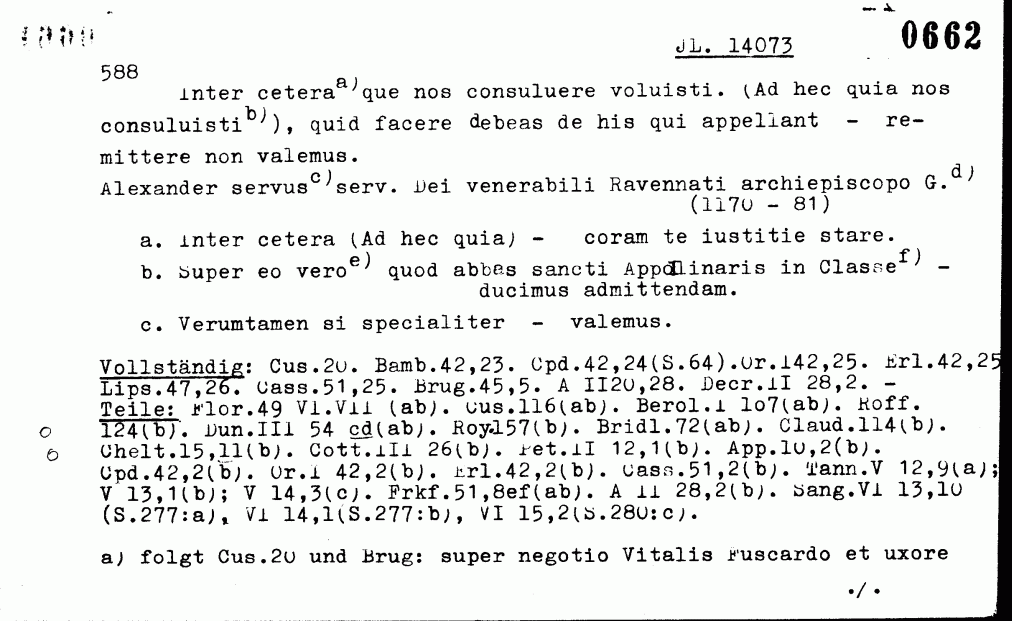 JL. 14073 0662
588
Inter cetera a) que nos consuluere voluisti. (Ad hec quia nos
consuluisti b)), quid facere debeas de his qui appellant - re-
mittere non valemus.
Alexander servus c) serv. Dei venerabili Ravennati archiepiscopo G. d)
(1170 - 81)
a. Inter cetera (Ad hec quia) - coram te iustitie stare.
b. Super eo vero e) quod abbas sancti Appollinaris in Classe f) -
ducimus admittendam.
c. Verumtamen si specialiter - valemus.
Vollständig: Cus.20. Bamb.42,23. Cpd.42,24(S.64).Or.142,25. Erl.42,25
Lips.47,26. Cass.51,25. Brug.45,5. A II20,28. Decr.II 28,2. -
Teile: Flor.49 VI.VII (ab). Cus.116(ab). Berol.I 107(ab). Roff.
124(b). Dun.III 54 cd(ab). Roy.157(b). Bridl.72(ab). Claud.114(b).
Chelt.15,11(b). Cott.III 26(b). Pet.II 12,1(b). App.10,2(b).
Cpd.42,2(b). Or.I 42,2(b). Erl.42,2(b). Cass.51,2(b). Tann.V 12,9(a);
V 13,1(b); V 14,3(c). Frkf.51,8ef(ab). A II 28,2(b). Sang.VI 13,10
(S.277:a), VI 14,1(S.277:b), VI 15,2(S.280:c).
a) folgt Cus.20 und Brug: super negotio Vitalis Fuscardo et uxore
./.